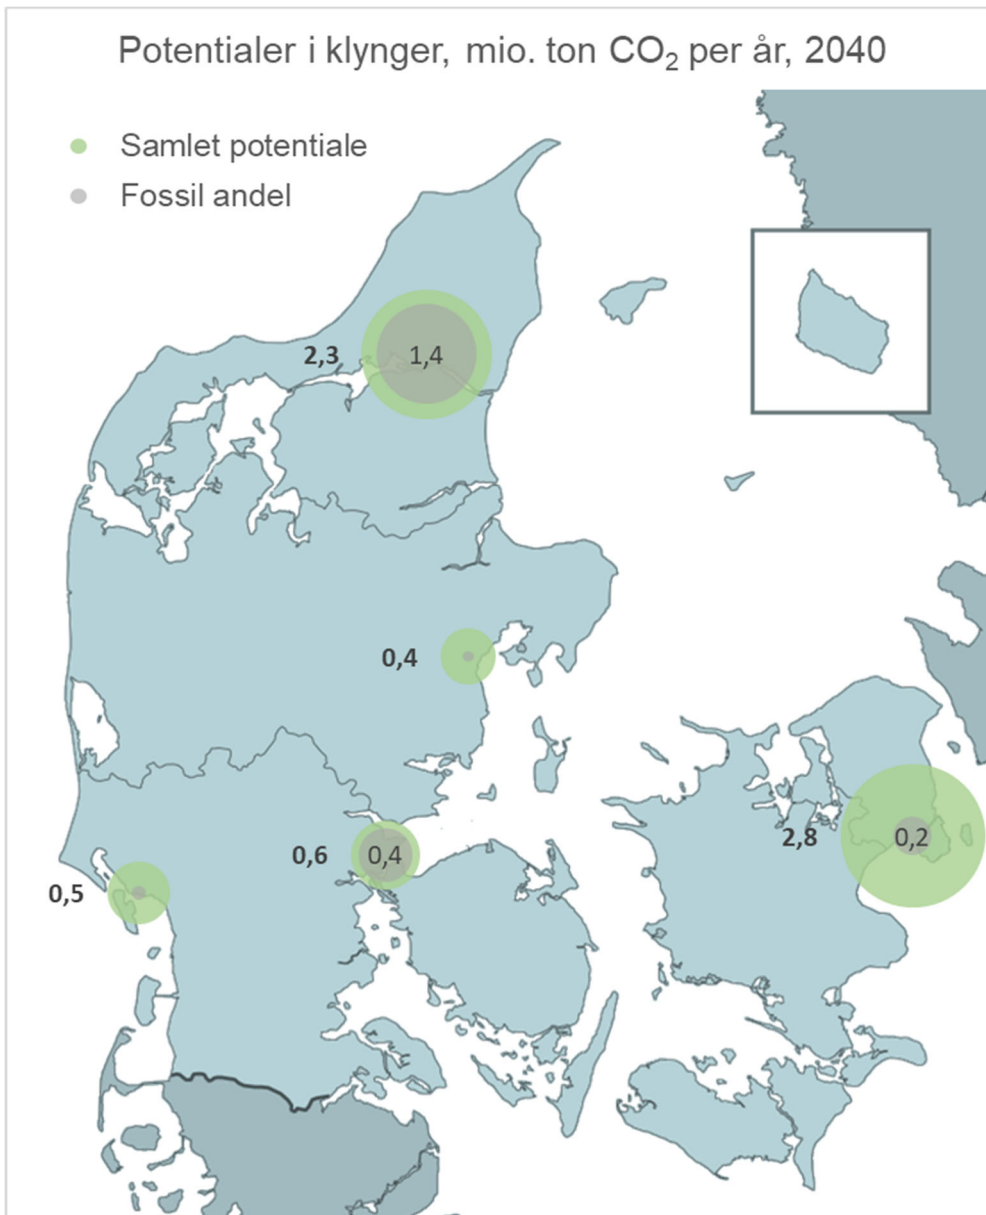 Potentialer i klynger, mio. ton CO₂ per år, 2040
Samlet potentiale
Fossil andel
2,3
1,4
0,4
2,8
0,2
0,6
0,4
0,5